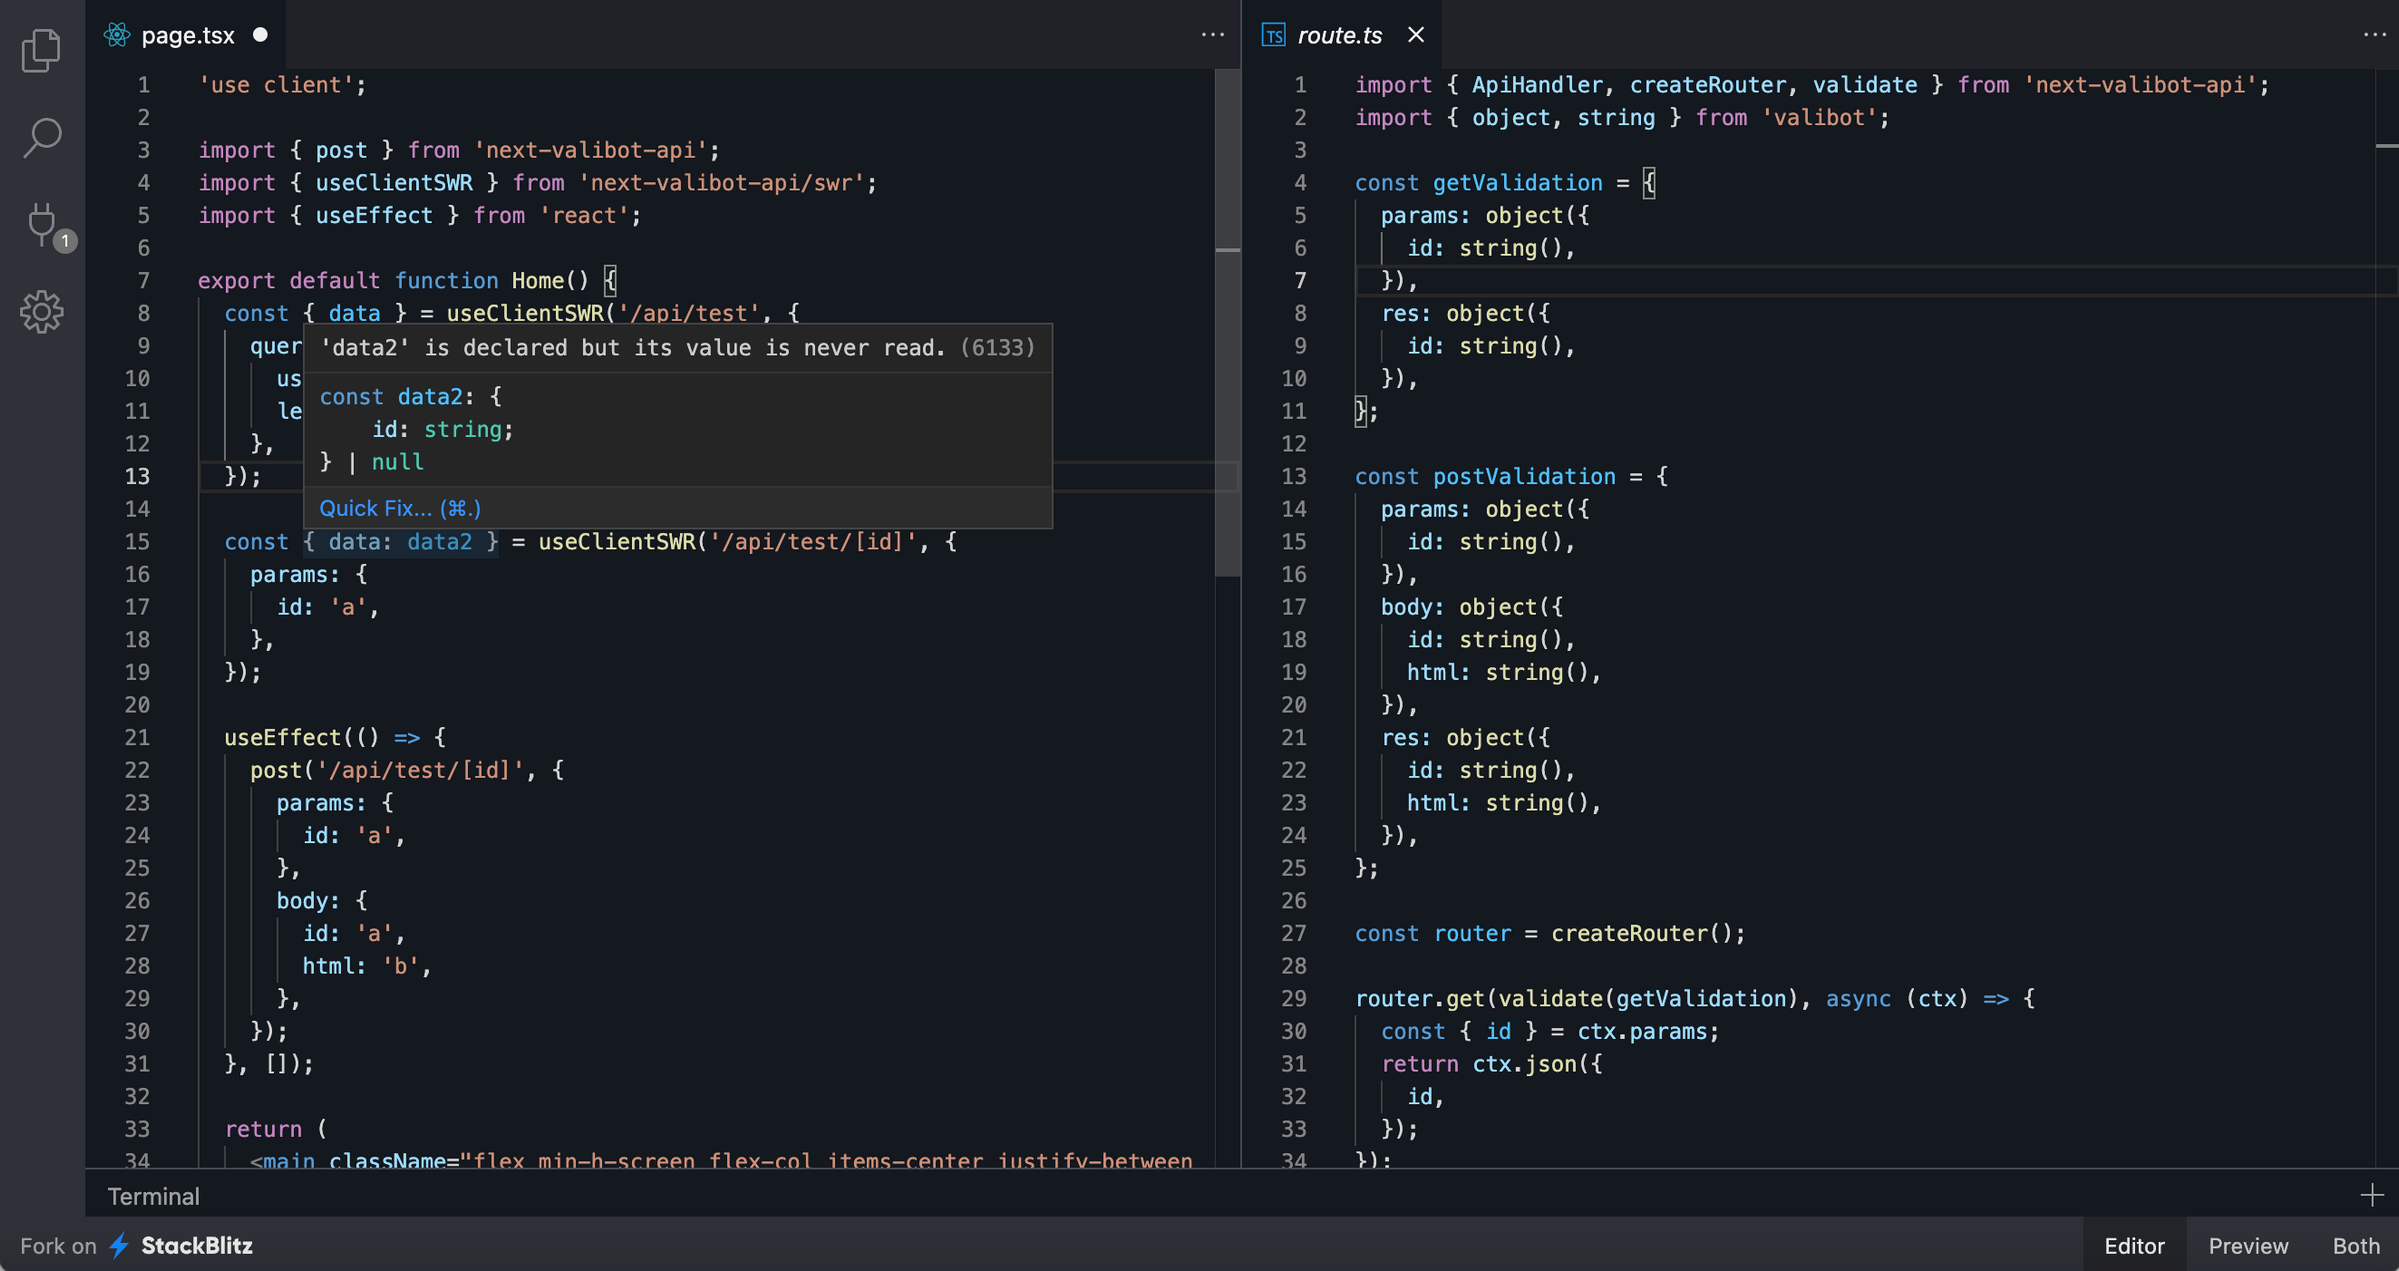 page.tsx
1 'use client';
2
3 import { post } from 'next-valibot-api';
4 import { useClientSWR } from 'next-valibot-api/swr';
5 import { useEffect } from 'react';
6
7 export default function Home() {
8 const { data } = useClientSWR('/api/test', {
9 quer
10 us
11 le
12 },
13 });
'data2' is declared but its value is never read. (6133)
const data2: {
id: string;
} | null
Quick Fix... (⌘.)
14
15 const { data: data2 } = useClientSWR('/api/test/[id]', {
16 params: {
17 id: 'a',
18 },
19 });
20
21 useEffect(() => {
22 post('/api/test/[id]', {
23 params: {
24 id: 'a',
25 },
26 body: {
27 id: 'a',
28 html: 'b',
29 },
30 });
31 }, []);
32
33 return (
34 <main className="flex min-h-screen flex-col items-center justify-between
TS route.ts
1 import { ApiHandler, createRouter, validate } from 'next-valibot-api';
2 import { object, string } from 'valibot';
3
4 const getValidation = {
5 params: object({
6 id: string(),
7 }),
8 res: object({
9 id: string(),
10 }),
11 };
12
13 const postValidation = {
14 params: object({
15 id: string(),
16 }),
17 body: object({
18 id: string(),
19 html: string(),
20 }),
21 res: object({
22 id: string(),
23 html: string(),
24 }),
25 };
26
27 const router = createRouter();
28
29 router.get(validate(getValidation), async (ctx) => {
30 const { id } = ctx.params;
31 return ctx.json({
32 id,
33 });
34 });
1
Terminal
Fork on StackBlitz
Editor Preview Both